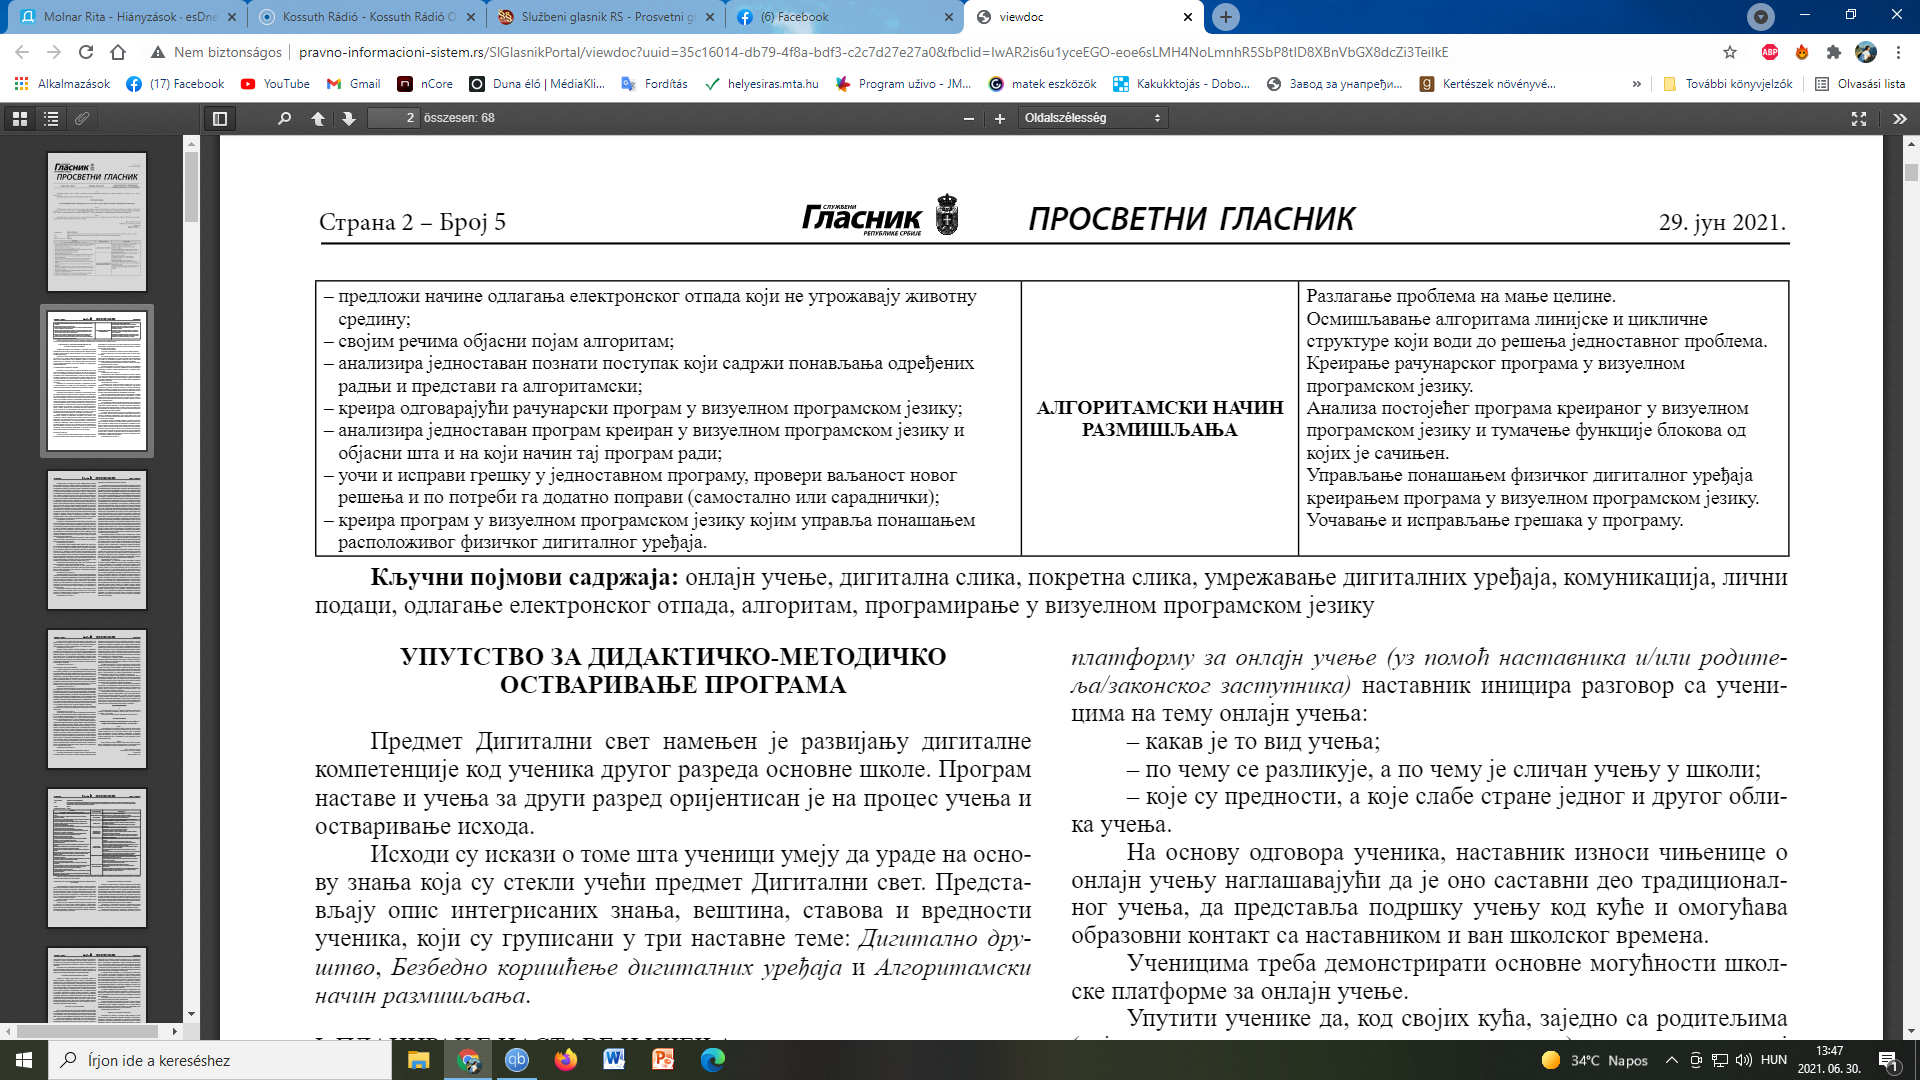 Molnar Rita - Hiányzások · esDne
Kossuth Rádió - Kossuth Rádió O
Službeni glasnik RS - Prosvetni g
(6) Facebook
viewdoc
Nem biztonságos
pravno-informacioni-sistem.rs/SlGlasnikPortal/viewdoc?uuid=35c16014-db79-4f8a-bdf3-c2c7d27e27a0&fbclid=IwAR2is6u1yceEGO-eoe6sLMH4NoLmnhR5SbP8tID8XBnVbGX8dcZi3TeiIkE
Alkalmazások
(17) Facebook
YouTube
Gmail
nCore
Duna élő | MédiaKli...
Fordítás
helyesiras.mta.hu
Program uživo - JM...
matek eszközök
Kakukktojás - Dobo...
Завод за унапређи...
Kertészek növényvé...
További könyvjelzők
Olvasási lista
2 összesen: 68
Oldalszélesség
Гласник
ПРОСВЕТНИ ГЛАСНИК
Страна 2 – Број 5
СЛУЖБЕНИ
Гласник
РЕПУБЛИКЕ СРБИЈЕ
ПРОСВЕТНИ ГЛАСНИК
29. јун 2021.
– предложи начине одлагања електронског отпада који не угрожавају животну
средину;
– својим речима објасни појам алгоритам;
– анализира једноставан познати поступак који садржи понављања одређених
радњи и представи га алгоритамски;
– креира одговарајући рачунарски програм у визуелном програмском језику;
– анализира једноставан програм креиран у визуелном програмском језику и
објасни шта и на који начин тај програм ради;
– уочи и исправи грешку у једноставном програму, провери ваљаност новог
решења и по потреби га додатно поправи (самостално или сараднички);
– креира програм у визуелном програмском језику којим управља понашањем
расположивог физичког дигиталног уређаја.
АЛГОРИТАМСКИ НАЧИН
РАЗМИШЉАЊА
Разлагање проблема на мање целине.
Осмишљавање алгоритама линијске и цикличне
структуре који води до решења једноставног проблема.
Креирање рачунарског програма у визуелном
програмском језику.
Анализа постојећег програма креираног у визуелном
програмском језику и тумачење функције блокова од
којих је сачињен.
Управљање понашањем физичког дигиталног уређаја
креирањем програма у визуелном програмском језику.
Уочавање и исправљање грешака у програму.
Кључни појмови садржаја: онлајн учење, дигитална слика, покретна слика, умрежавање дигиталних уређаја, комуникација, лични
подаци, одлагање електронског отпада, алгоритам, програмирање у визуелном програмском језику
УПУТСТВО ЗА ДИДАКТИЧКО-МЕТОДИЧКО
ОСТВАРИВАЊЕ ПРОГРАМА
Предмет Дигитални свет намењен је развијању дигиталне
компетенције код ученика другог разреда основне школе. Програм
наставе и учења за други разред оријентисан је на процес учења и
остваривање исхода.
Исходи су искази о томе шта ученици умеју да ураде на осно-
ву знања која су стекли учећи предмет Дигитални свет. Предста-
вљају опис интегрисаних знања, вештина, ставова и вредности
ученика, који су груписани у три наставне теме: Дигитално дру-
штво, Безбедно коришћење дигиталних уређаја и Алгоритамски
начин размишљања.
платформу за онлајн учење (уз помоћ наставника и/или родите-
ља/законског заступника) наставник иницира разговор са учени-
цима на тему онлајн учења:
– какав је то вид учења;
– по чему се разликује, а по чему је сличан учењу у школи;
– које су предности, а које слабе стране једног и другог обли-
ка учења.
На основу одговора ученика, наставник износи чињенице о
онлајн учењу наглашавајући да је оно саставни део традиционал-
ног учења, да представља подршку учењу код куће и омогућава
образовни контакт са наставником и ван школског времена.
Ученицима треба демонстрирати основне могућности школ-
ске платформе за онлајн учење.
Упутити ученике да, код својих кућа, заједно са родитељима
Írjon ide a kereséshez
34°C Napos
HUN
13:47
2021. 06. 30.
1